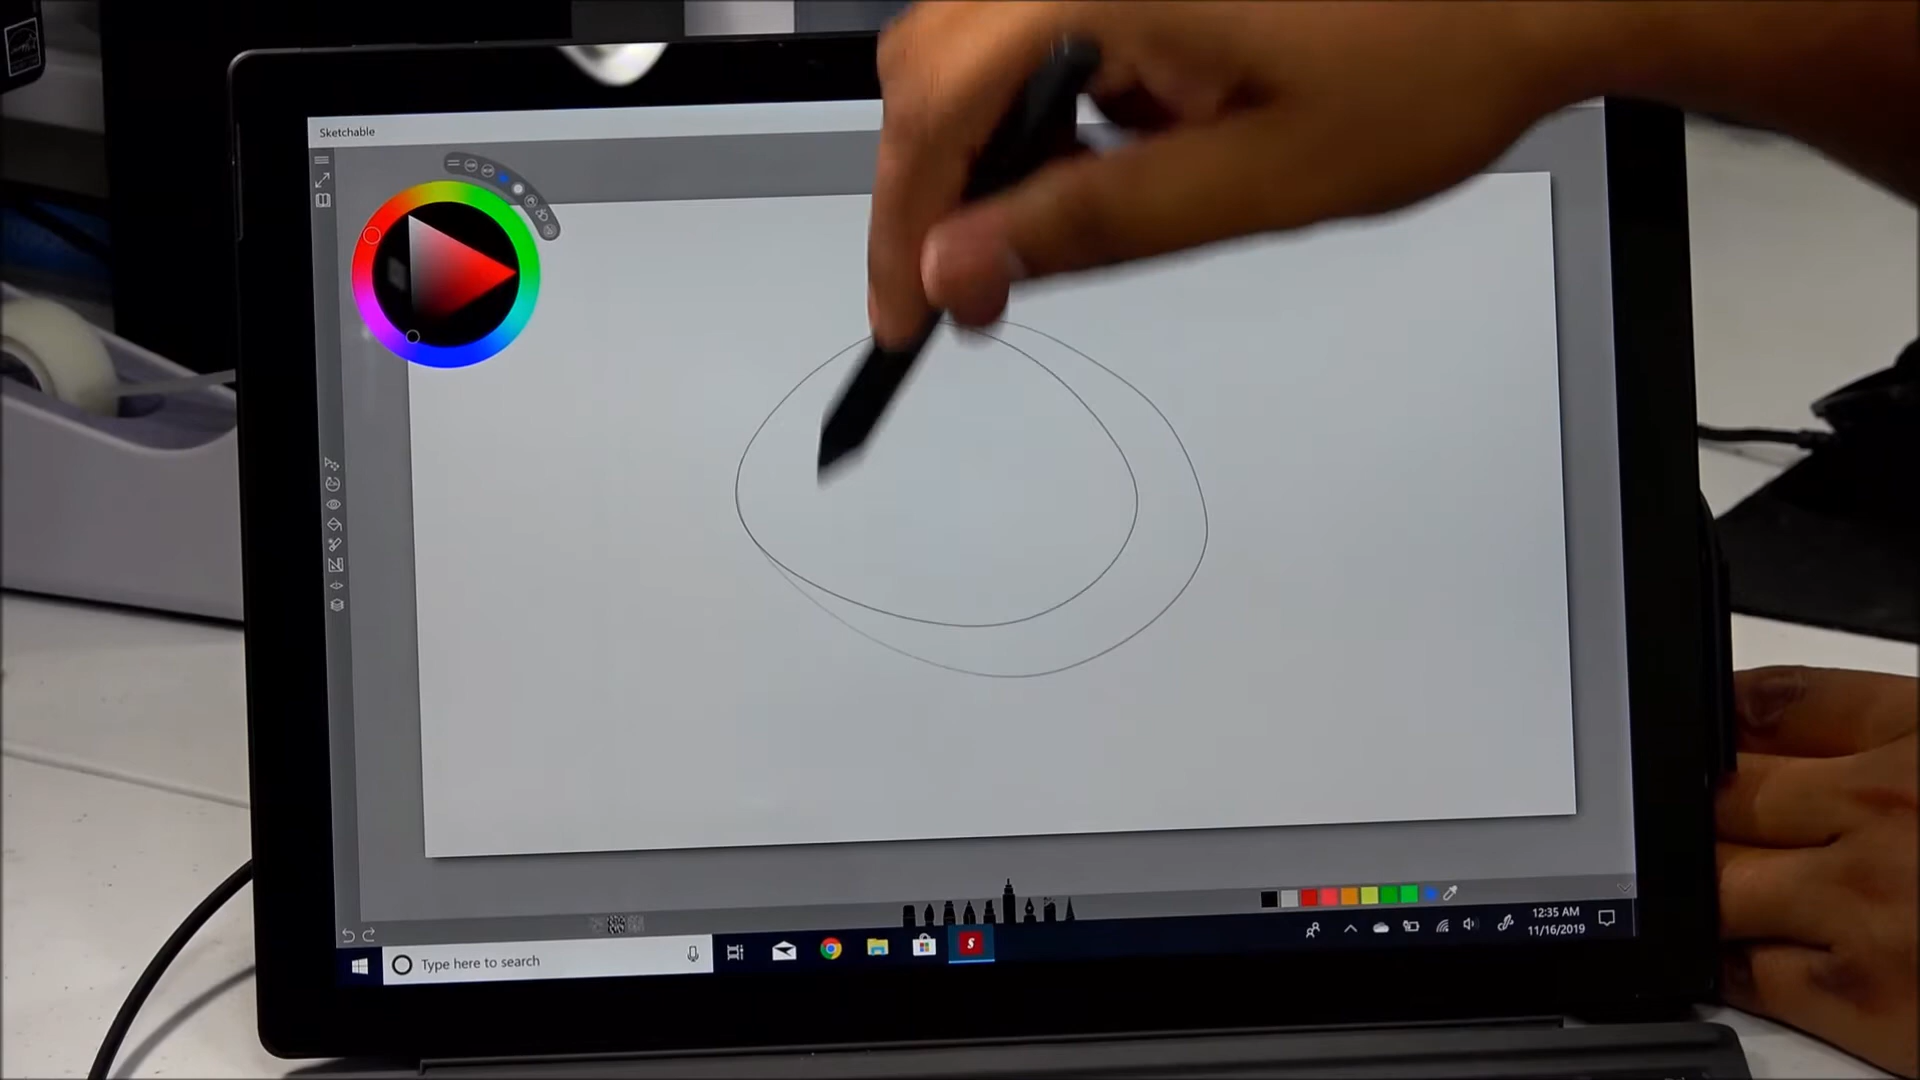 Sketchable
Type here to search
S
12:35 AM
11/16/2019